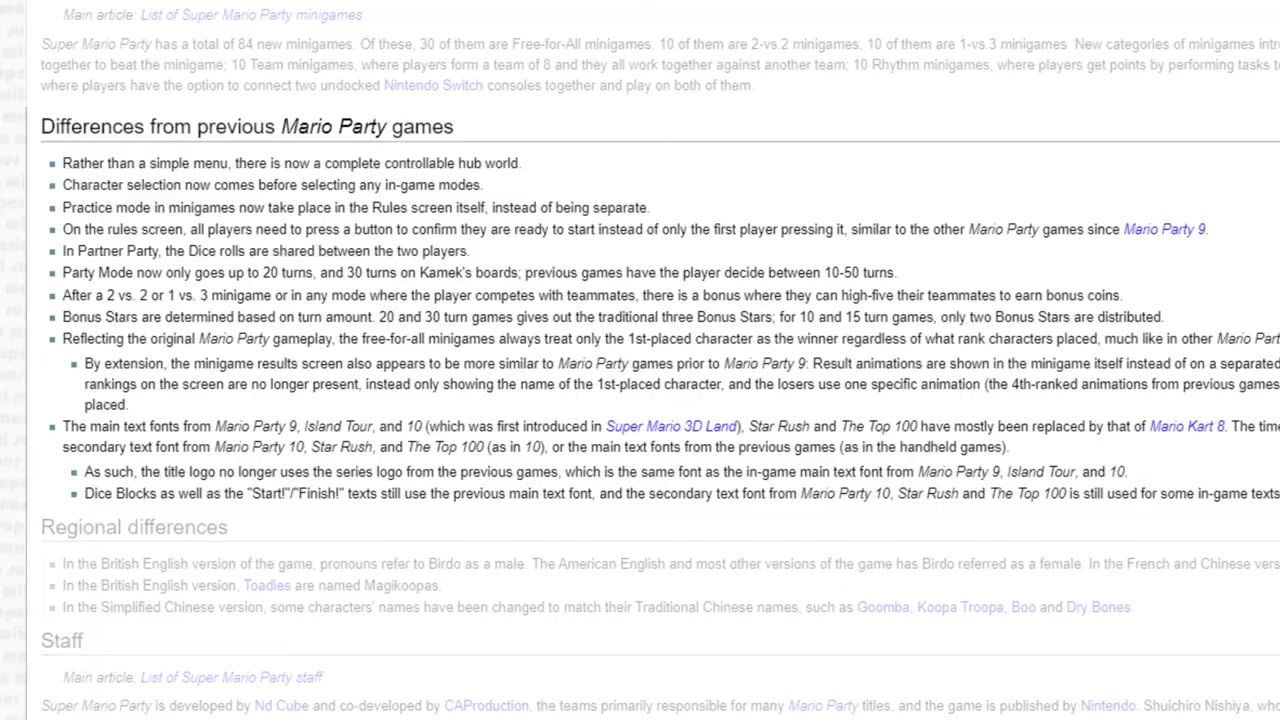 Main article: List of Super Mario Party minigames
Super Mario Party has a total of 84 new minigames. Of these, 30 of them are Free-for-All minigames, 10 of them are 2-vs.2 minigames, 10 of them are 1-vs.3 minigames. New categories of minigames intr
together to beat the minigame; 10 Team minigames, where players form a team of 8 and they all work together against another team; 10 Rhythm minigames, where players get points by performing tasks to
where players have the option to connect two undocked Nintendo Switch consoles together and play on both of them.
Differences from previous Mario Party games
Rather than a simple menu, there is now a complete controllable hub world.
Character selection now comes before selecting any in-game modes.
Practice mode in minigames now take place in the Rules screen itself, instead of being separate.
On the rules screen, all players need to press a button to confirm they are ready to start instead of only the first player pressing it, similar to the other Mario Party games since Mario Party 9.
In Partner Party, the Dice rolls are shared between the two players.
Party Mode now only goes up to 20 turns, and 30 turns on Kamek's boards; previous games have the player decide between 10-50 turns.
After a 2 vs. 2 or 1 vs. 3 minigame or in any mode where the player competes with teammates, there is a bonus where they can high-five their teammates to earn bonus coins.
Bonus Stars are determined based on turn amount. 20 and 30 turn games gives out the traditional three Bonus Stars; for 10 and 15 turn games, only two Bonus Stars are distributed.
Reflecting the original Mario Party gameplay, the free-for-all minigames always treat only the 1st-placed character as the winner regardless of what rank characters placed, much like in other Mario Part
By extension, the minigame results screen also appears to be more similar to Mario Party games prior to Mario Party 9: Result animations are shown in the minigame itself instead of on a separated
rankings on the screen are no longer present, instead only showing the name of the 1st-placed character, and the losers use one specific animation (the 4th-ranked animations from previous games
placed.
The main text fonts from Mario Party 9, Island Tour, and 10 (which was first introduced in Super Mario 3D Land), Star Rush and The Top 100 have mostly been replaced by that of Mario Kart 8. The time
secondary text font from Mario Party 10, Star Rush, and The Top 100 (as in 10), or the main text fonts from the previous games (as in the handheld games).
As such, the title logo no longer uses the series logo from the previous games, which is the same font as the in-game main text font from Mario Party 9, Island Tour, and 10.
Dice Blocks as well as the "Start!"/"Finish!" texts still use the previous main text font, and the secondary text font from Mario Party 10, Star Rush and The Top 100 is still used for some in-game texts
Regional differences
In the British English version of the game, pronouns refer to Birdo as a male. The American English and most other versions of the game has Birdo referred as a female. In the French and Chinese vers
In the British English version, Toadies are named Magikoopas.
In the Simplified Chinese version, some characters' names have been changed to match their Traditional Chinese names, such as Goomba, Koopa Troopa, Boo and Dry Bones.
Staff
Main article: List of Super Mario Party staff
Super Mario Party is developed by Nd Cube and co-developed by CAProduction, the teams primarily responsible for many Mario Party titles, and the game is published by Nintendo. Shuichiro Nishiya, who